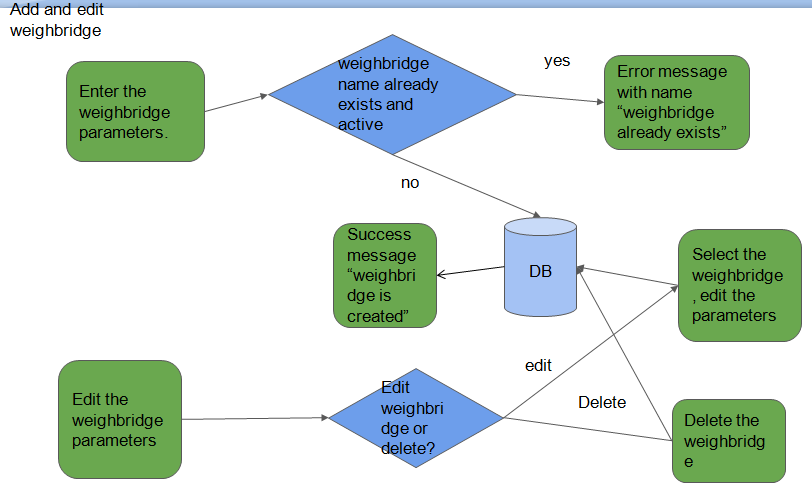 Add and edit
weighbridge
Enter the
weighbridge
parameters.
weighbridge
name already
exists and
active
yes
Error message
with name
“weighbridge
already exists”
no
Success
message
“weighbri
dge is
created”
DB
Select the
weighbridge
, edit the
parameters
Edit the
weighbridge
parameters
Edit
weighbri
dge or
delete?
edit
Delete
Delete the
weighbridg
e